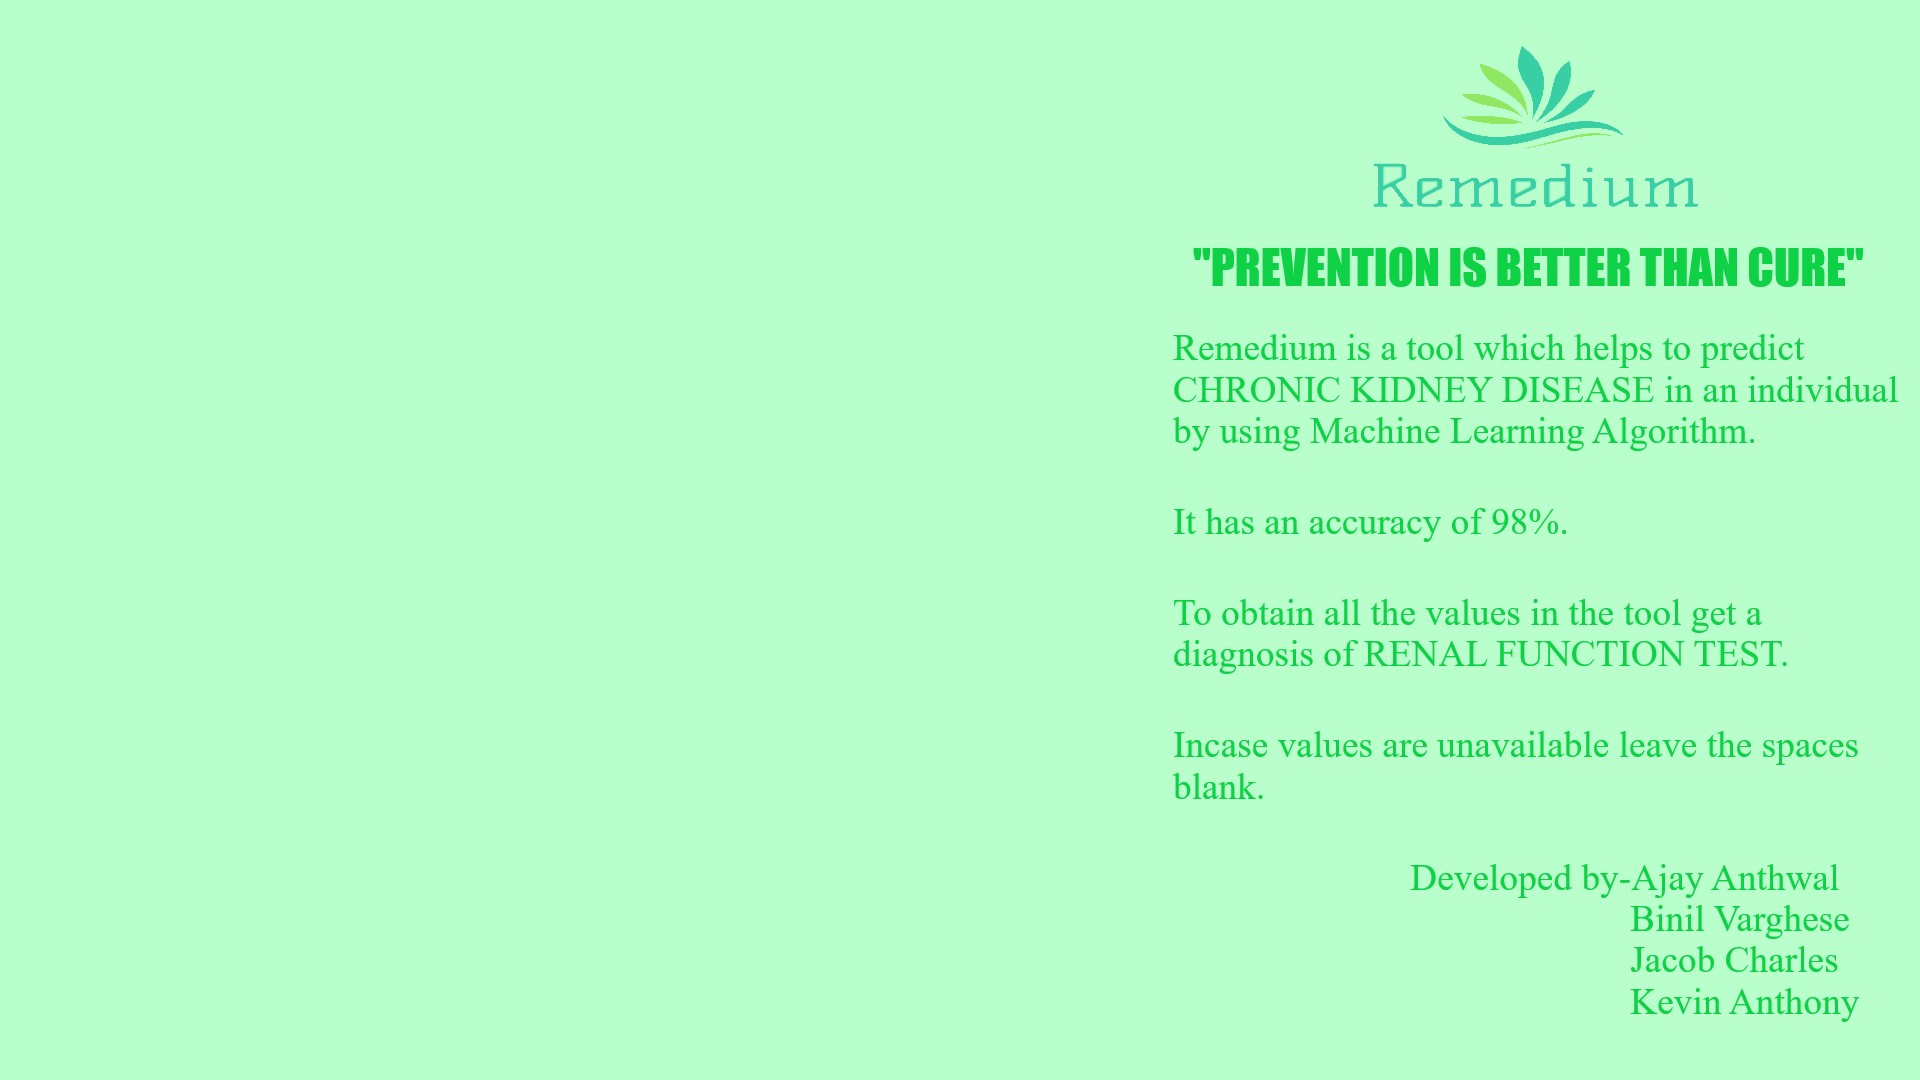 Remedium
"PREVENTION IS BETTER THAN CURE"
Remedium is a tool which helps to predict
CHRONIC KIDNEY DISEASE in an individual
by using Machine Learning Algorithm.
It has an accuracy of 98%.
To obtain all the values in the tool get a
diagnosis of RENAL FUNCTION TEST.
Incase values are unavailable leave the spaces
blank.
Developed by-Ajay Anthwal
Binil Varghese
Jacob Charles
Kevin Anthony